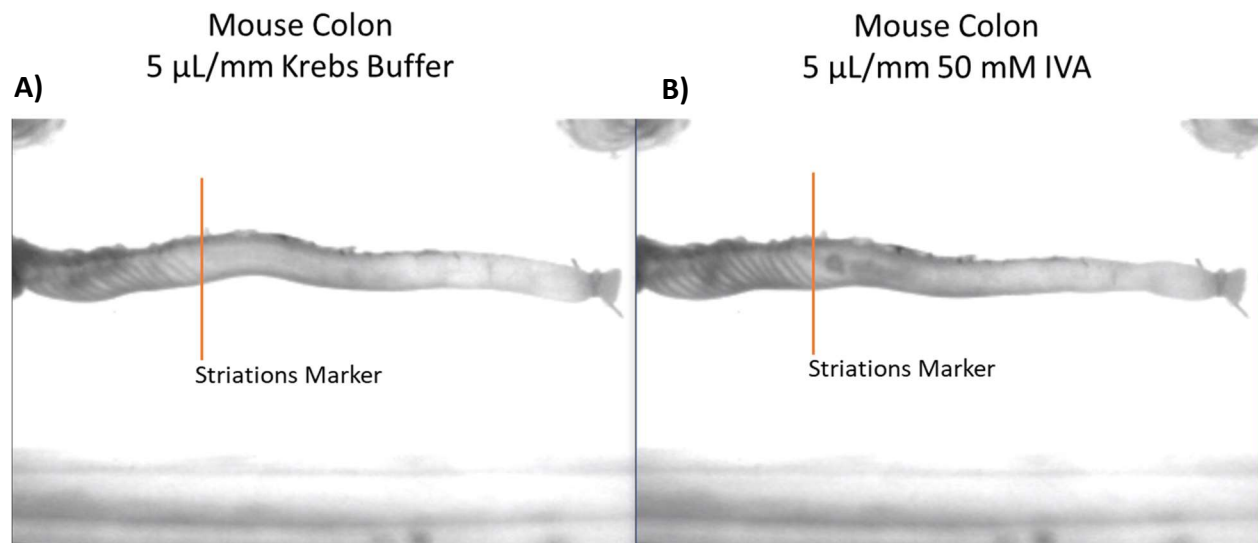 Mouse Colon
5 µL/mm Krebs Buffer
A)
Striations Marker
Mouse Colon
5 µL/mm 50 mM IVA
B)
Striations Marker